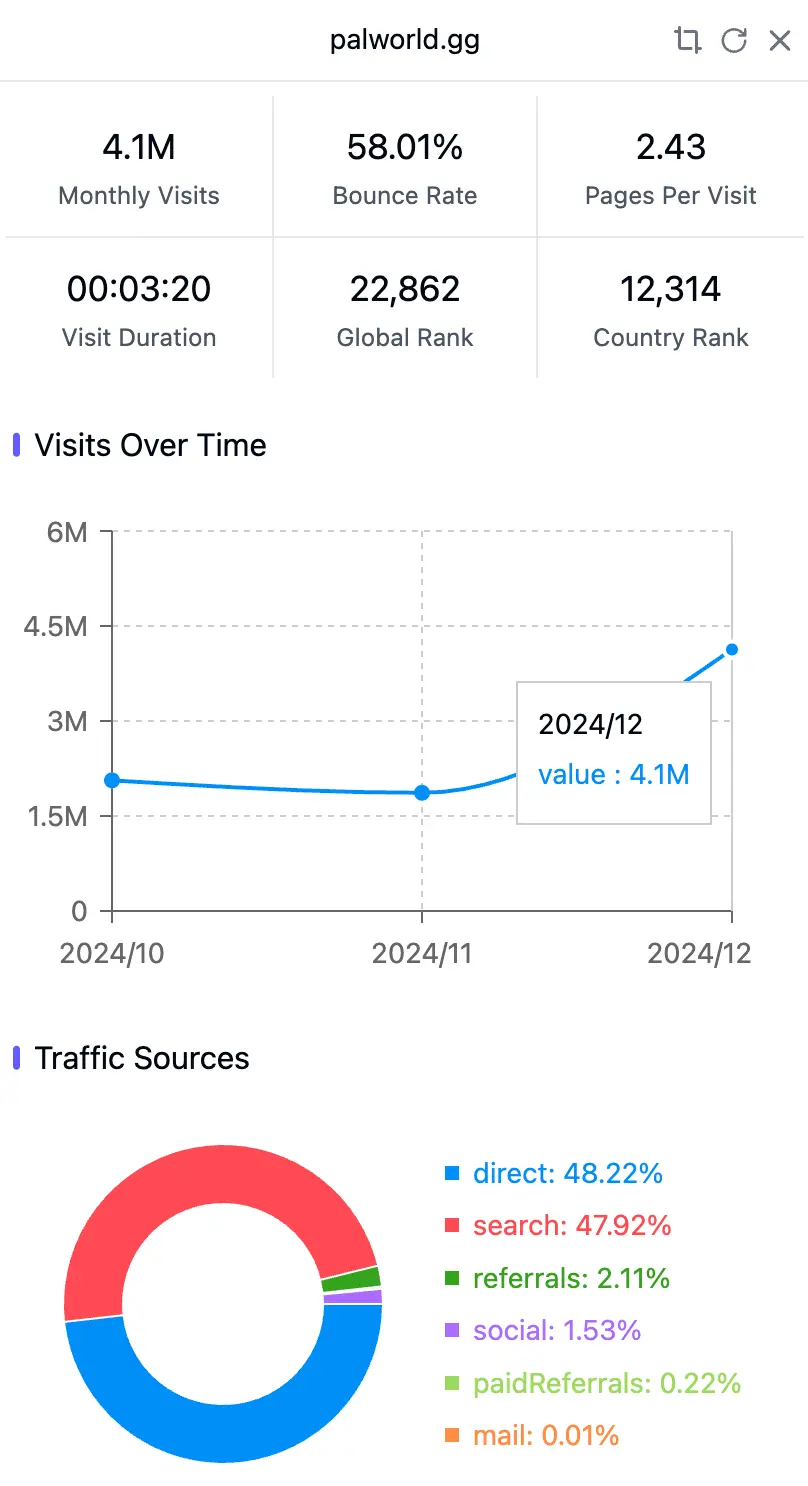 palworld.gg
4.1M
Monthly Visits
58.01%
Bounce Rate
2.43
Pages Per Visit
00:03:20
Visit Duration
22,862
Global Rank
12,314
Country Rank
Visits Over Time
6M
4.5M
3M
1.5M
0
2024/10
2024/11
2024/12
2024/12
value : 4.1M
Traffic Sources
direct: 48.22%
search: 47.92%
referrals: 2.11%
social: 1.53%
paidReferrals: 0.22%
mail: 0.01%